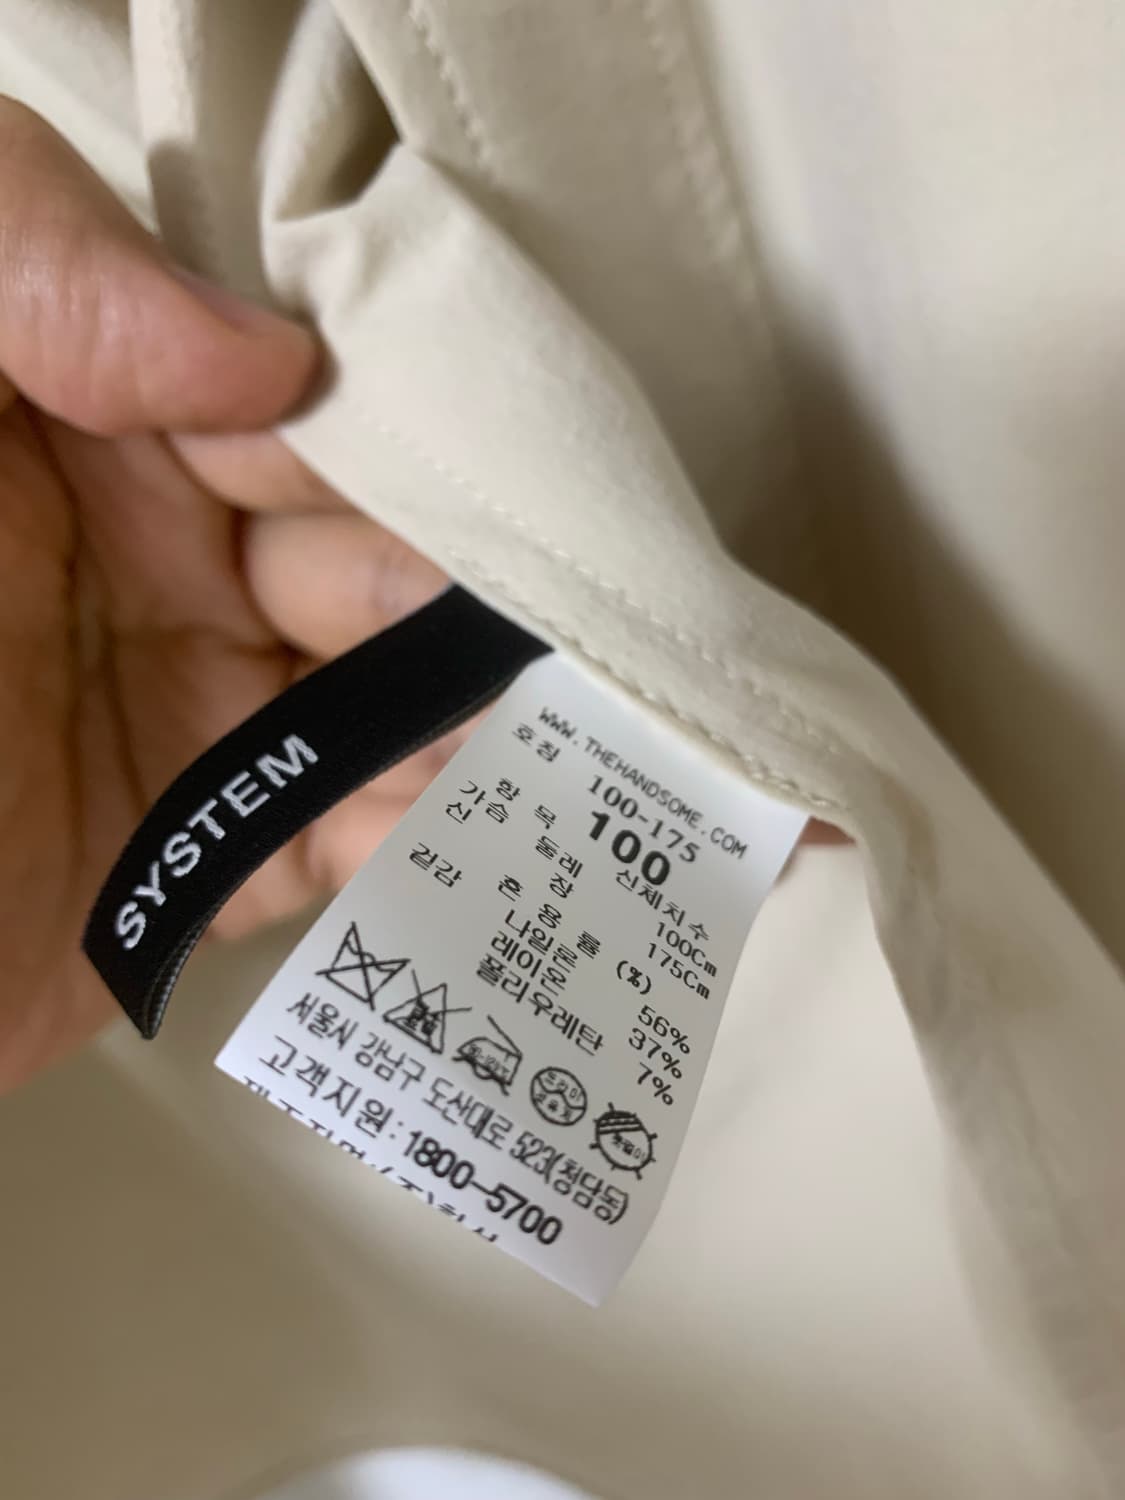 SYSTEM
WWW.THEHANDSOME.COM
호칭 100-175
100
항 목 신체치수
가슴 둘레 100Cm
신 장 175Cm
혼 용 률 (%)
겉감 나일론 56%
레이온 37%
폴리우레탄 7%
서울시 강남구 도산대로 523(청담동)
고객지원: 1800-5700